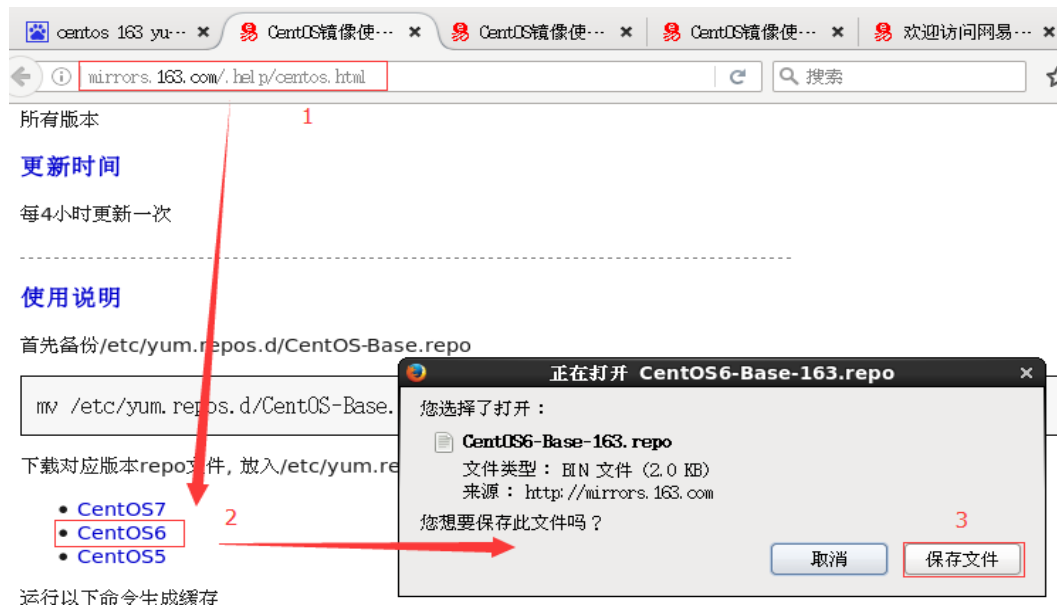 centos 163 yu…
CentOS镜像使…
CentOS镜像使…
CentOS镜像使…
欢迎访问网易…
mirrors.163.com/.help/centos.html
搜索
1
所有版本
更新时间
每4小时更新一次
使用说明
首先备份/etc/yum.repos.d/CentOS-Base.repo
mv /etc/yum.repos.d/CentOS-Base.
下载对应版本repo文件, 放入/etc/yum.re
CentOS7
CentOS6
CentOS5
2
运行以下命令生成缓存
正在打开 CentOS6-Base-163.repo
您选择了打开：
CentOS6-Base-163.repo
文件类型： BIN 文件 (2.0 KB)
来源： http://mirrors.163.com
您想要保存此文件吗？
3
取消
保存文件